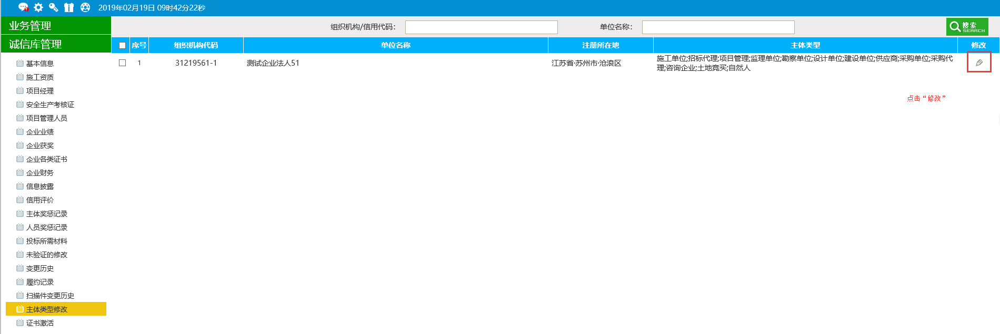 2019年02月19日 09时42分22秒
业务管理
诚信库管理
组织机构/信用代码：
单位名称：
搜索
SEARCH
序号 组织机构代码 单位名称 注册所在地 主体类型 修改
1 31219561-1 测试企业法人51 江苏省·苏州市·沧浪区
施工单位;招标代理;项目管理;监理单位;勘察单位;设计单位;建设单位;供应商;采购单位;采购代
理;咨询企业;土地竞买;自然人
点击“修改”
基本信息
施工资质
项目经理
安全生产考核证
项目管理人员
企业业绩
企业获奖
企业各类证书
企业财务
信息披露
信用评价
主体奖惩记录
人员奖惩记录
投标所需材料
未验证的修改
变更历史
履约记录
扫描件变更历史
主体类型修改
证书激活